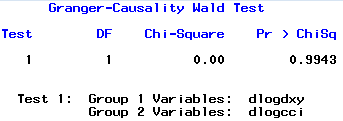 Granger-Causality Wald Test
Test DF Chi-Square Pr > ChiSq
1 1 0.00 0.9943
Test 1: Group 1 Variables: dlogdxy
Group 2 Variables: dlogcci